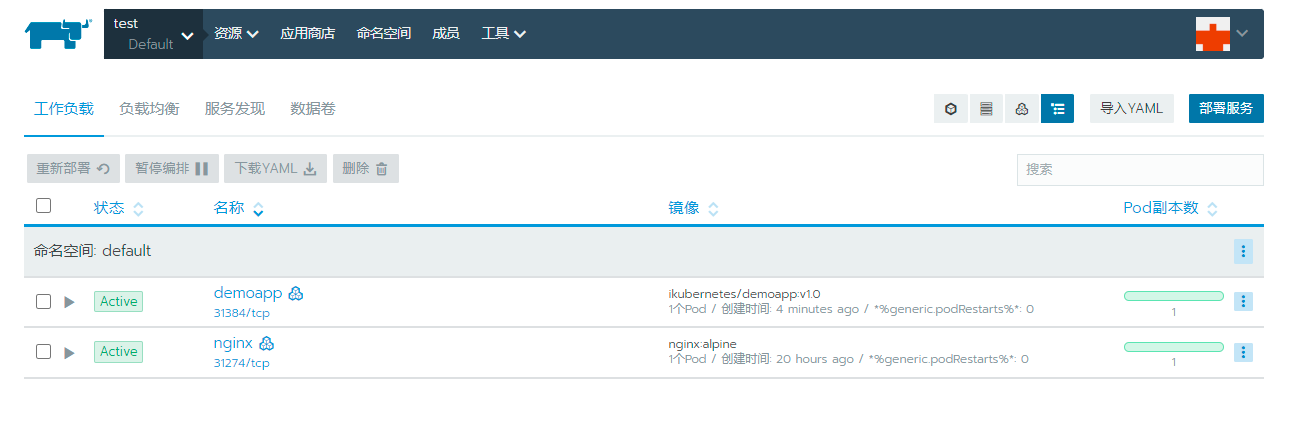 test
Default
资源 应用商店 命名空间 成员 工具
工作负载 负载均衡 服务发现 数据卷 导入YAML 部署服务
重新部署 暂停编排 下载YAML 删除 搜索
状态 名称 镜像 Pod副本数
命名空间: default
Active demoapp ikubernetes/demoapp:v1.0
31384/tcp 1个Pod / 创建时间: 4 minutes ago / *%generic.podRestarts%*: 0 1
Active nginx nginx:alpine
31274/tcp 1个Pod / 创建时间: 20 hours ago / *%generic.podRestarts%*: 0 1